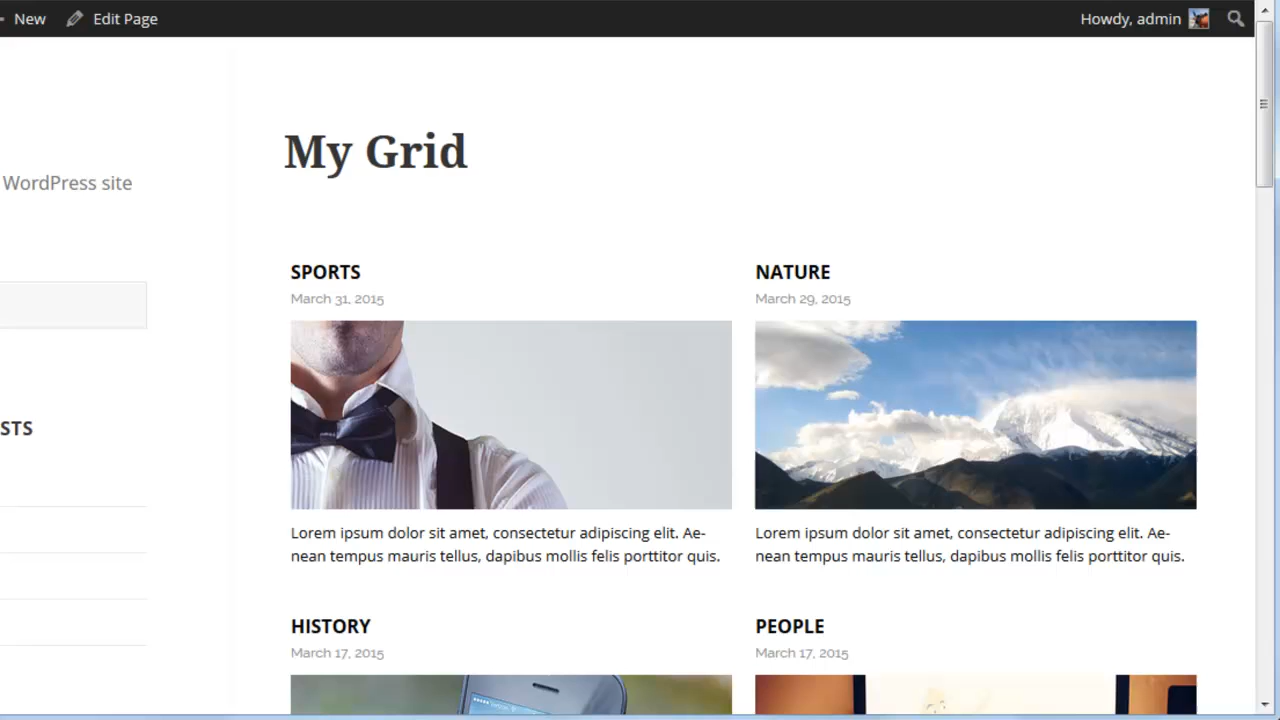 New Edit Page Howdy, admin
My Grid
WordPress site
SPORTS
March 31, 2015
NATURE
March 29, 2015
STS
Lorem ipsum dolor sit amet, consectetur adipiscing elit. Ae-
nean tempus mauris tellus, dapibus mollis felis porttitor quis.
Lorem ipsum dolor sit amet, consectetur adipiscing elit. Ae-
nean tempus mauris tellus, dapibus mollis felis porttitor quis.
HISTORY
March 17, 2015
PEOPLE
March 17, 2015